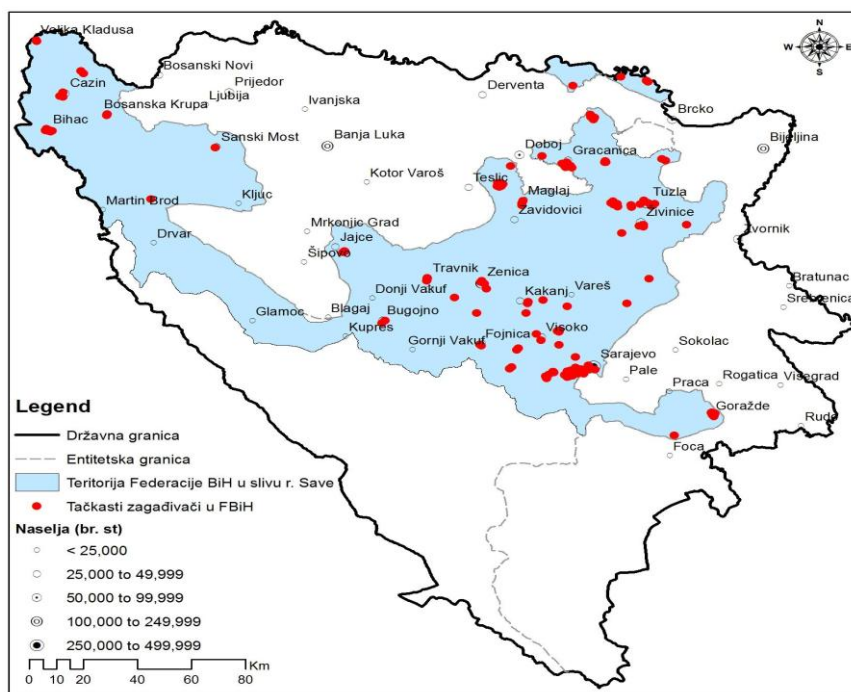 Velika Kladusa
N
W
E
S
Bosanski Novi
Cazin
Prijedor
Ljubija
Derventa
Bosanska Krupa
Ivanjska
Brcko
Bihac
Sanski Most
Banja Luka
Doboj
Gracanica
Bijeljina
Kotor Varoš
Teslic
Maglaj
Tuzla
Martin Brod
Kljuc
Zavidovici
Zivinice
Mrkonjic Grad
Drvar
Jajce
Zvornik
Šipovo
Travnik
Zenica
Donji Vakuf
Kakanj
Vareš
Bratunac
Srebrenica
Glamoc
Blagaj
Bugojno
Kupres
Gornji Vakuf
Fojnica
Visoko
Sokolac
Sarajevo
Pale
Praca
Rogatica
Višegrad
Goražde
Foca
Legend
Državna granica
Entitetska granica
Teritorija Federacije BiH u slivu r. Save
Tačkasti zagađivači u FBiH
Naselja (br. st)
< 25,000
25,000 to 49,999
50,000 to 99,999
100,000 to 249,999
250,000 to 499,999
Km
0 5 10 20 40 60 80